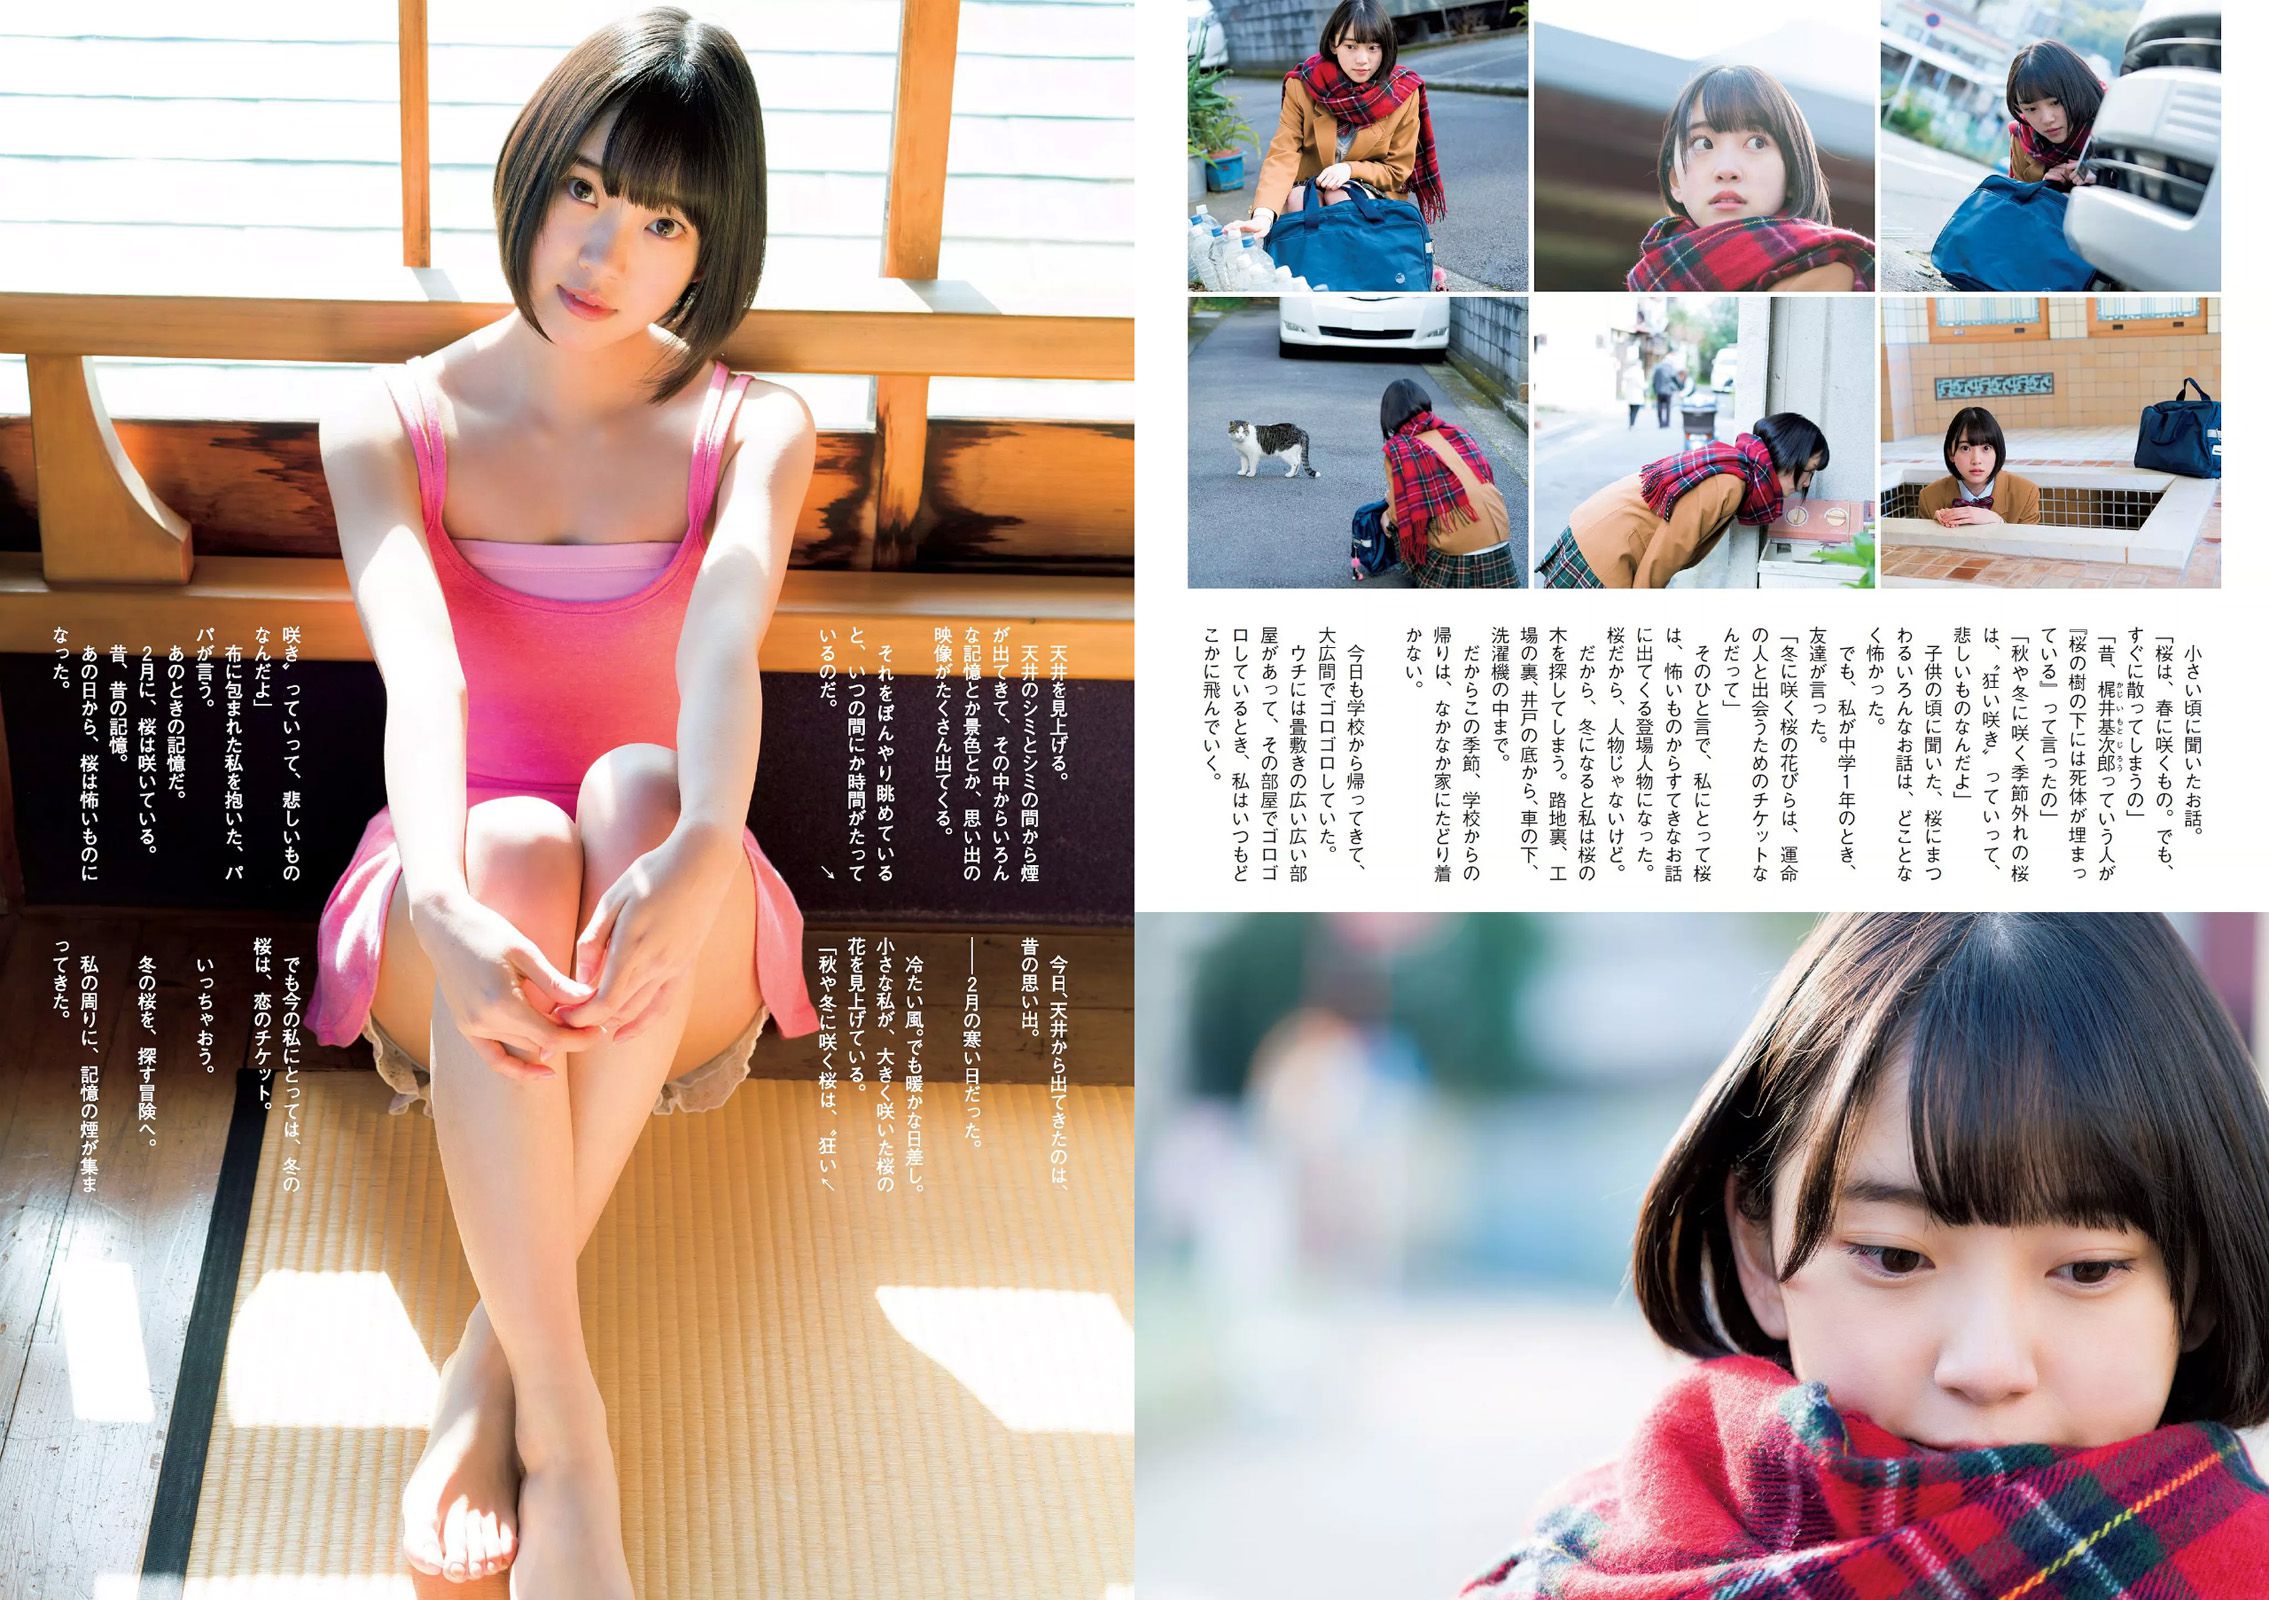 小さい頃に聞いたお話。
「桜は、春に咲くもの。でも、
すぐに散ってしまうの」
「昔、梶井基次郎っていう人が
かじ い もと じ ろう
『桜の樹の下には死体が埋まっ
ている』って言ったの」
「秋や冬に咲く季節外れの桜
は、〝狂い咲き〟っていって、
悲しいものなんだよ」
子供の頃に聞いた、桜にまつ
わるいろんなお話は、どことな
く怖かった。
でも、私が中学1年のとき、
友達が言った。
「冬に咲く桜の花びらは、運命
の人と出会うためのチケットな
んだって」
そのひと言で、私にとって桜
は、怖いものからすてきなお話
に出てくる登場人物になった。
桜だから、人物じゃないけど。
だから、冬になると私は桜の
木を探してしまう。路地裏、工
場の裏、井戸の底から、車の下、
洗濯機の中まで。
だからこの季節、学校からの
帰りは、なかなか家にたどり着
かない。
今日も学校から帰ってきて、
大広間でゴロゴロしていた。
ウチには畳敷きの広い広い部
屋があって、その部屋でゴロゴ
ロしているとき、私はいつもど
こかに飛んでいく。
天井を見上げる。
天井のシミとシミの間から煙
が出てきて、その中からいろん
な記憶とか景色とか、思い出の
映像がたくさん出てくる。
それをぼんやり眺めている
と、いつの間にか時間がたって
いるのだ。
↘
今日、天井から出てきたのは、
昔の思い出。
――2月の寒い日だった。
冷たい風。でも暖かな日差し。
小さな私が、大きく咲いた桜の
花を見上げている。
「秋や冬に咲く桜は、〝狂い↖
咲き〟っていって、悲しいもの
なんだよ」
布に包まれた私を抱いた、パ
パが言う。
あのときの記憶だ。
2月に、桜は咲いている。
昔、昔の記憶。
あの日から、桜は怖いものに
なった。
でも今の私にとっては、冬の
桜は、恋のチケット。
いっちゃおう。
冬の桜を、探す冒険へ。
私の周りに、記憶の煙が集ま
ってきた。